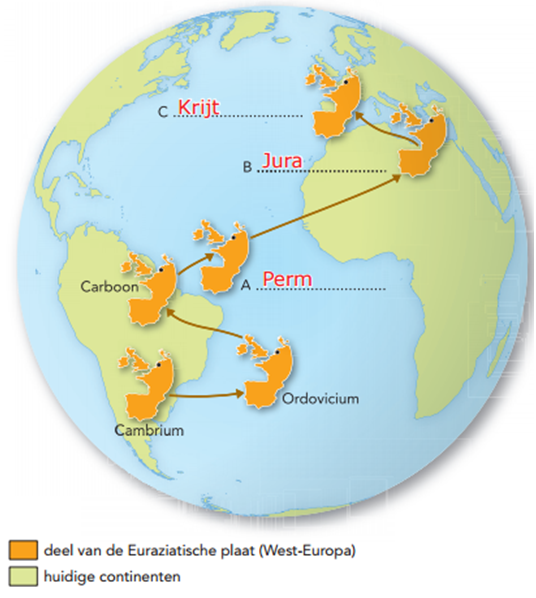 C Krijt
B Jura
Carboon
A Perm
Ordovicium
Cambrium
deel van de Euraziatische plaat (West-Europa)
huidige continenten